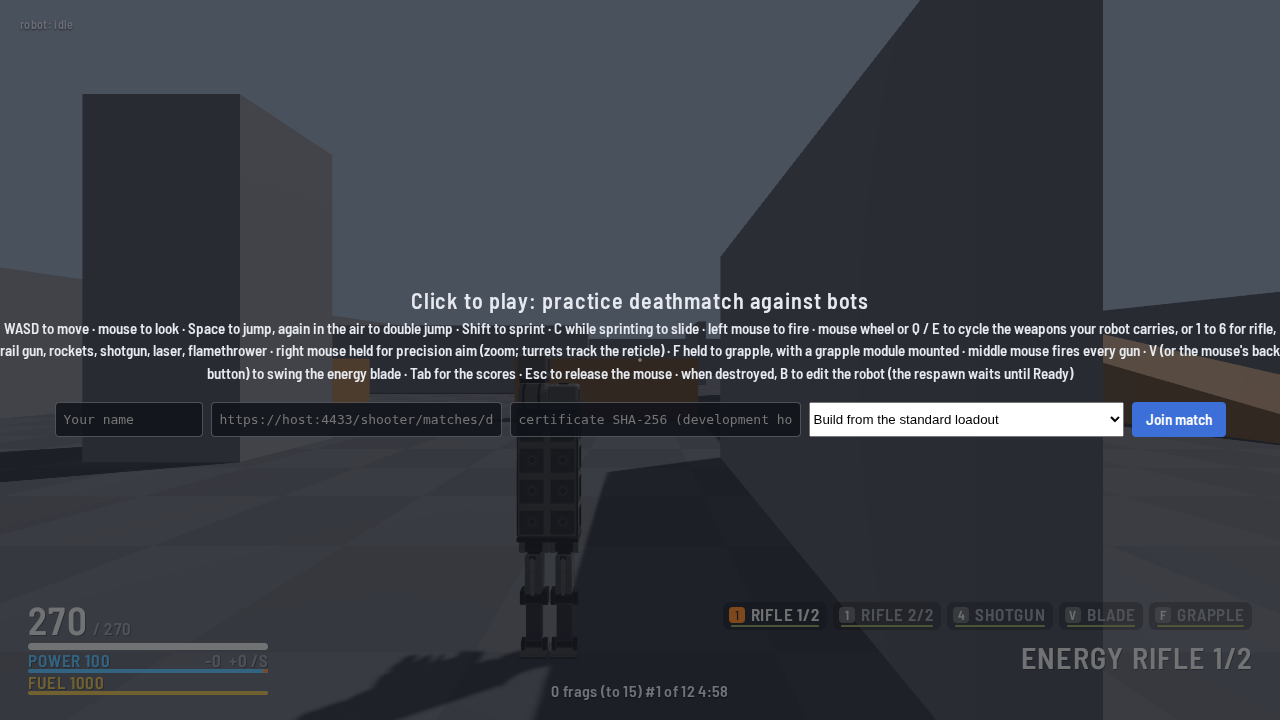 robot: idle
Click to play: practice deathmatch against bots
WASD to move · mouse to look · Space to jump, again in the air to double jump · Shift to sprint · C while sprinting to slide · left mouse to fire · mouse wheel or Q / E to cycle the weapons your robot carries, or 1 to 6 for rifle,
rail gun, rockets, shotgun, laser, flamethrower · right mouse held for precision aim (zoom; turrets track the reticle) · F held to grapple, with a grapple module mounted · middle mouse fires every gun · V (or the mouse's back
button) to swing the energy blade · Tab for the scores · Esc to release the mouse · when destroyed, B to edit the robot (the respawn waits until Ready)
Your name https://host:4433/shooter/matches/d certificate SHA-256 (development ho Build from the standard loadout Join match
270 / 270
1 RIFLE 1/2 1 RIFLE 2/2 4 SHOTGUN V BLADE F GRAPPLE
POWER 100 -0 +0 /S
ENERGY RIFLE 1/2
FUEL 1000
0 frags (to 15) #1 of 12 4:58